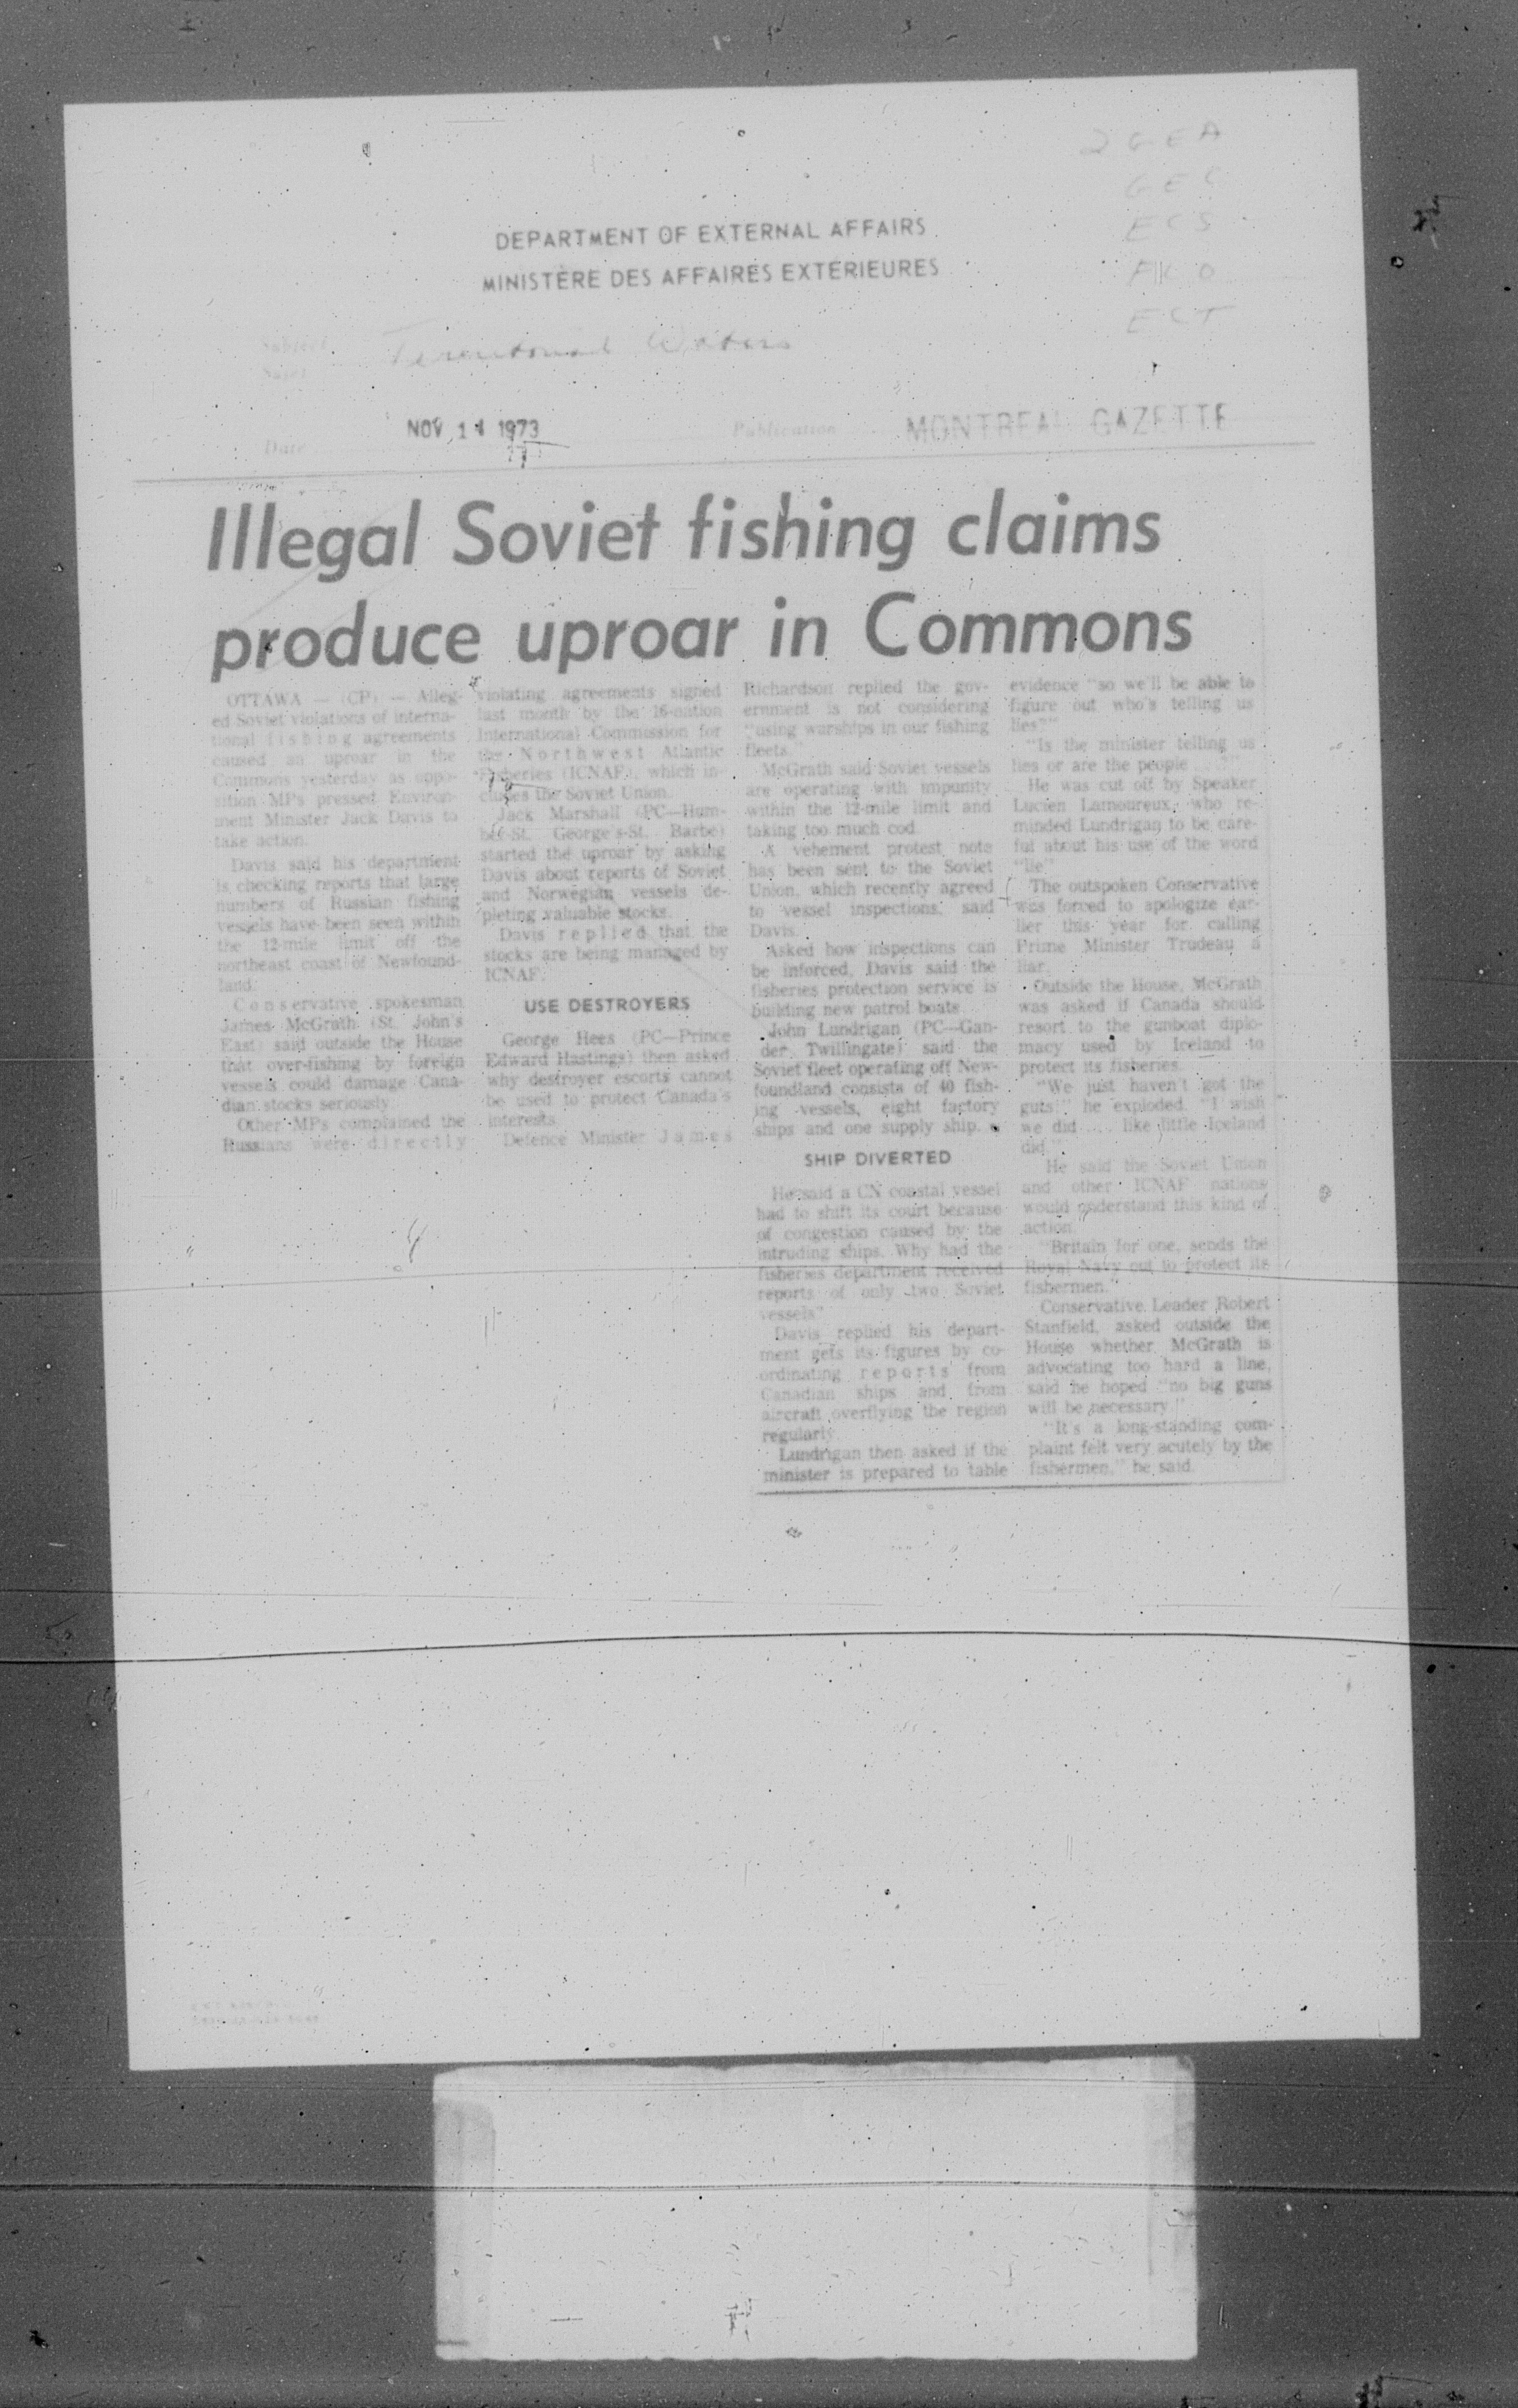 2 G E A
G E C
E C S
F K O
E C T
DEPARTMENT OF EXTERNAL AFFAIRS
MINISTÈRE DES AFFAIRES EXTÉRIEURES
Subject
Sujet
Territorial Waters
NOV 14 1973
Date
Publication
MONTREAL GAZETTE
Illegal Soviet fishing claims
produce uproar in Commons
OTTAWA — (CP) — Alleg-
ed Soviet violations of interna-
tional fishing agreements
caused an uproar in the
Commons yesterday as oppo-
sition MPs pressed Environ-
ment Minister Jack Davis to
take action.
Davis said his department
is checking reports that large
numbers of Russian fishing
vessels have been seen within
the 12-mile limit off the
northeast coast of Newfound-
land.
Conservative spokesman
James McGrath (St. John's
East) said outside the House
that over-fishing by foreign
vessels could damage Cana-
dian stocks seriously.
Other MPs complained the
Russians were directly
violating agreements signed
last month by the 16-nation
International Commission for
the Northwest Atlantic
Fisheries (ICNAF), which in-
cludes the Soviet Union.
Jack Marshall (PC—Hum-
ber-St. George's-St. Barbe)
started the uproar by asking
Davis about reports of Soviet
and Norwegian vessels de-
pleting valuable stocks.
Davis replied that the
stocks are being managed by
ICNAF.
USE DESTROYERS
George Hees (PC—Prince
Edward Hastings) then asked
why destroyer escorts cannot
be used to protect Canada's
interests.
Defence Minister James
Richardson replied the gov-
ernment is not considering
"using warships in our fishing
fleets."
McGrath said Soviet vessels
are operating with impunity
within the 12-mile limit and
taking too much cod.
A vehement protest note
has been sent to the Soviet
Union, which recently agreed
to vessel inspections, said
Davis.
Asked how inspections can
be inforced, Davis said the
fisheries protection service is
building new patrol boats.
John Lundrigan (PC—Gan-
der, Twillingate) said the
Soviet fleet operating off New-
foundland consists of 40 fish-
ing vessels, eight factory
ships and one supply ship.
SHIP DIVERTED
He said a CN coastal vessel
had to shift its court because
of congestion caused by the
intruding ships. Why had the
fisheries department received
reports of only two Soviet
vessels?
Davis replied his depart-
ment gets its figures by co-
ordinating reports from
Canadian ships and from
aircraft overflying the region
regularly.
Lundrigan then asked if the
minister is prepared to table
evidence "so we'll be able to
figure out who's telling us
lies?"
"Is the minister telling us
lies or are the people . . .?"
He was cut off by Speaker
Lucien Lamoureux, who re-
minded Lundrigan to be care-
ful about his use of the word
"lie".
The outspoken Conservative
was forced to apologize ear-
lier this year for calling
Prime Minister Trudeau a
liar.
Outside the House, McGrath
was asked if Canada should
resort to the gunboat diplo-
macy used by Iceland to
protect its fisheries.
"We just haven't got the
guts!" he exploded. "I wish
we did . . . like little Iceland
did."
He said the Soviet Union
and other ICNAF nations
would understand this kind of
action.
"Britain for one, sends the
Royal Navy out to protect its
fishermen."
Conservative Leader Robert
Stanfield, asked outside the
House whether McGrath is
advocating too hard a line,
said he hoped "no big guns
will be necessary."
"It's a long-standing com-
plaint felt very acutely by the
fishermen," he said.